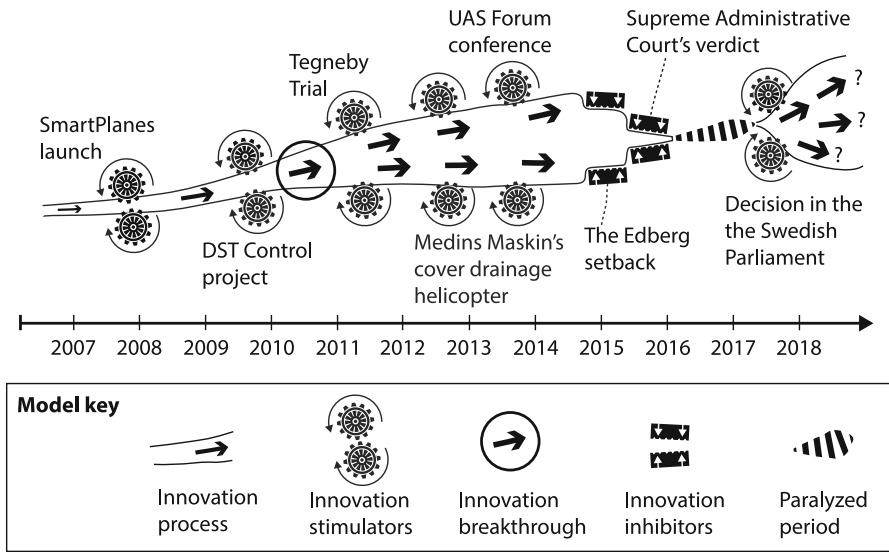 UAS Forum
conference
Supreme Administrative
Court's verdict
Tegneby
Trial
SmartPlanes
launch
?
?
?
DST Control
project
Medins Maskin's
cover drainage
helicopter
The Edberg
setback
Decision in the
the Swedish
Parliament
2007 2008 2009 2010 2011 2012 2013 2014 2015 2016 2017 2018
Model key
Innovation
process
Innovation
stimulators
Innovation
breakthrough
Innovation
inhibitors
Paralyzed
period